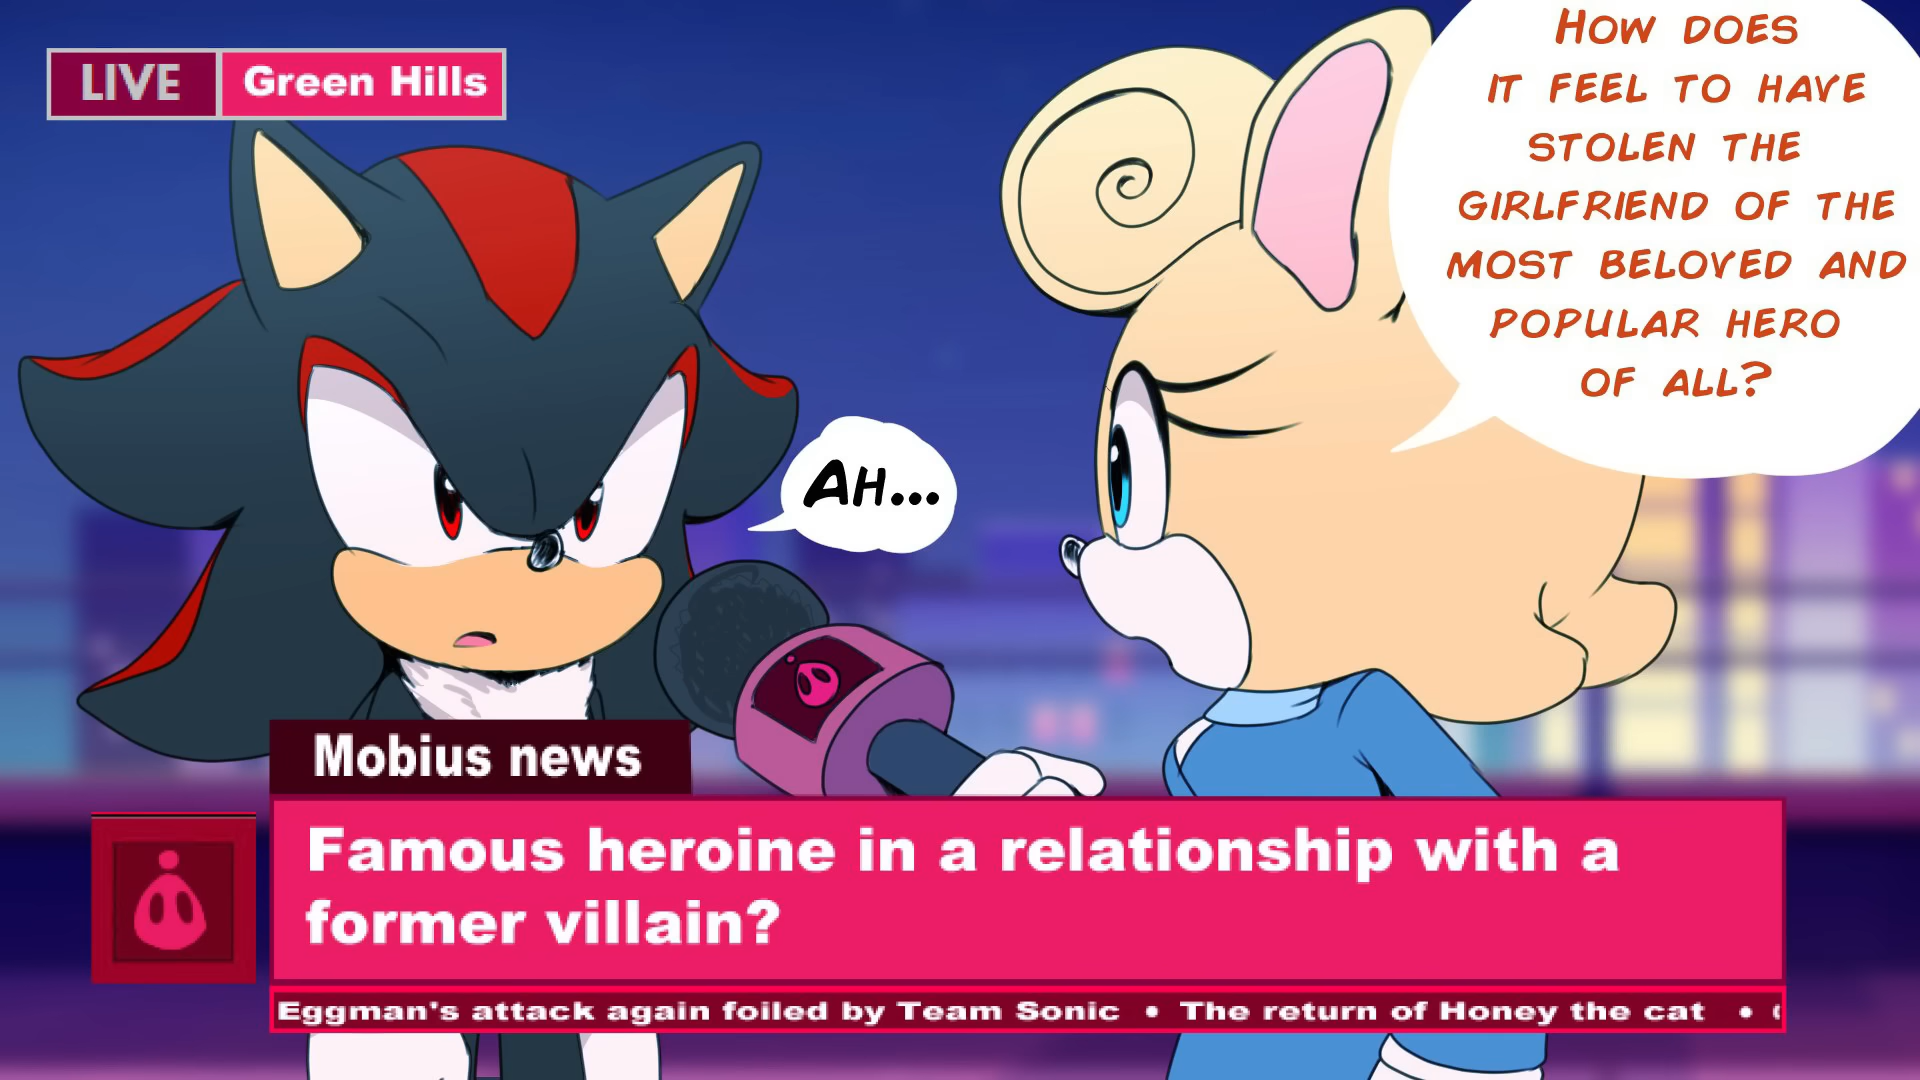 LIVE
Green Hills
HOW DOES
IT FEEL TO HAVE
STOLEN THE
GIRLFRIEND OF THE
MOST BELOVED AND
POPULAR HERO
OF ALL?
AH...
Mobius news
Famous heroine in a relationship with a
former villain?
Eggman's attack again foiled by Team Sonic • The return of Honey the cat •